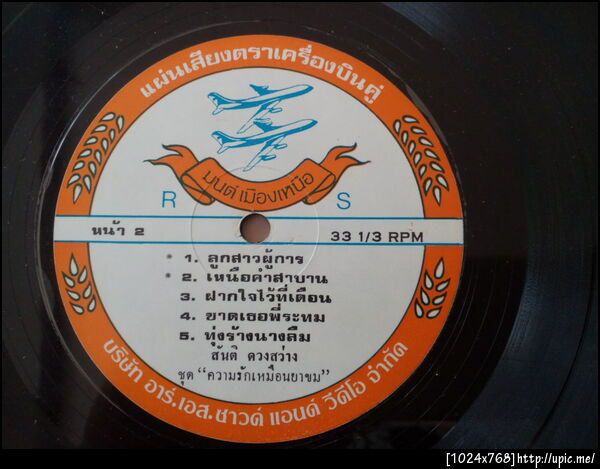 แผ่นเสียงตราเครื่องบินคู่
มนต์เมืองเหนือ
R S
หน้า 2
33 1/3 RPM
* 1. ลูกสาวผู้การ
* 2. เหนือคำสาบาน
3. ฝากใจไว้ที่เดือน
4. ขาดเธอพี่ระทม
5. ทุ่งร้างนางลืม
สันติ ดวงสว่าง
ชุด “ความรักเหมือนยาขม”
บริษัท อาร์.เอส.ซาวด์ แอนด์ วีดีโอ จำกัด
[1024x768]http://upic.me/